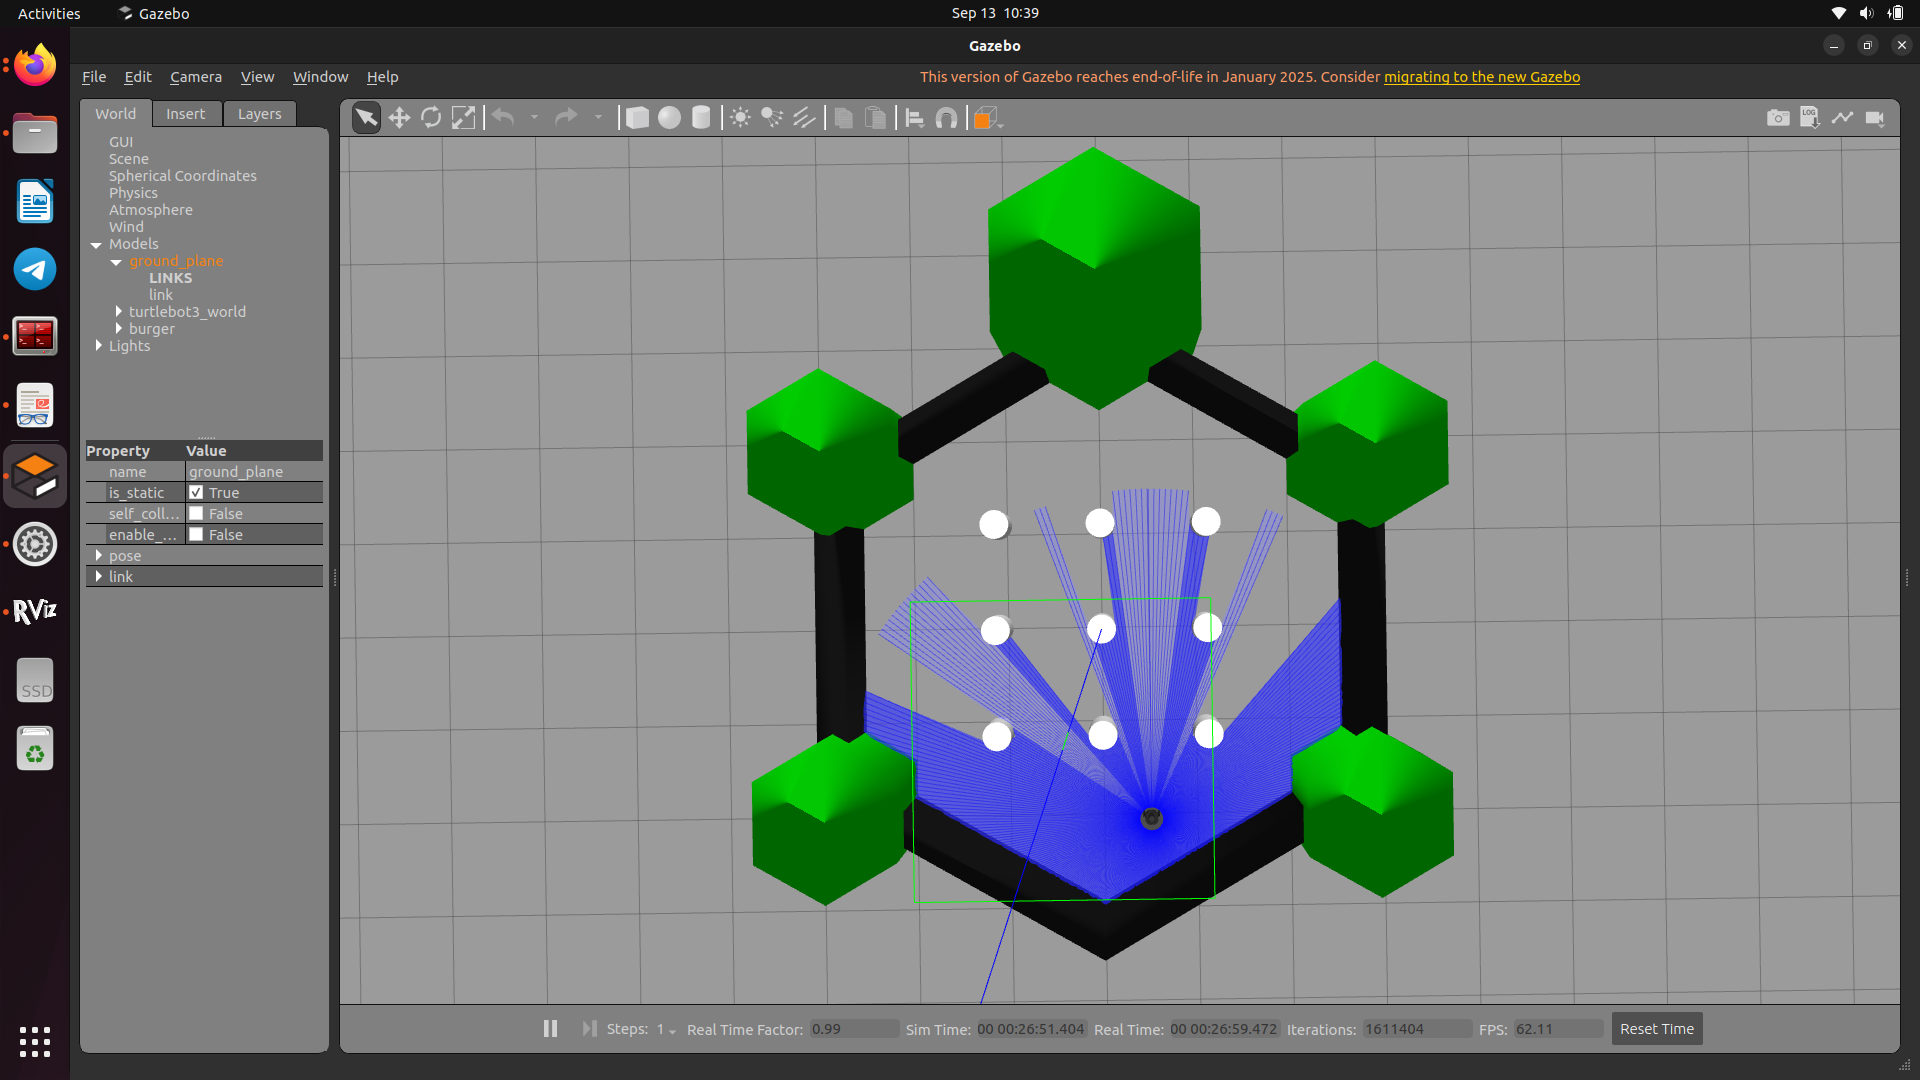 Activities Gazebo Sep 13 10:39
Gazebo
File Edit Camera View Window Help This version of Gazebo reaches end-of-life in January 2025. Consider migrating to the new Gazebo
World Insert Layers
LOG
GUI
Scene
Spherical Coordinates
Physics
Atmosphere
Wind
Models
ground_plane
LINKS
link
turtlebot3_world
burger
Lights
Property Value
name ground_plane
is_static True
self_coll... False
enable_... False
pose
link
RViz
SSD
Steps: 1 Real Time Factor: 0.99 Sim Time: 00 00:26:51.404 Real Time: 00 00:26:59.472 Iterations: 1611404 FPS: 62.11 Reset Time